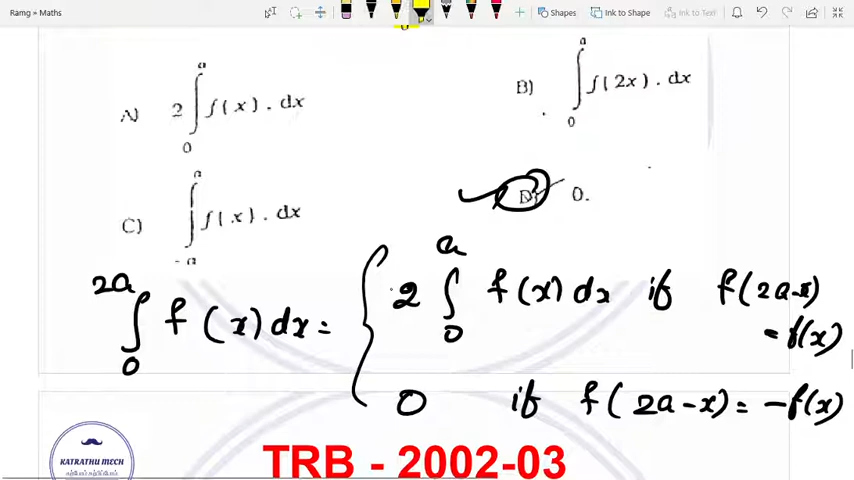 Ramg » Maths
Shapes
Ink to Shape
Ink to Text
A) 2 ∫₀ᵃ f(x) . dx
B) ∫₀ᵃ f(2x) . dx
C) ∫₋ₐᵃ f(x) . dx
D) 0.
∫₀²ᵃ f(x)dx = { 2 ∫₀ᵃ f(x)dx if f(2a-x) = f(x)
0 if f(2a-x) = -f(x)
KATRATHU MECH
TRB - 2002-03